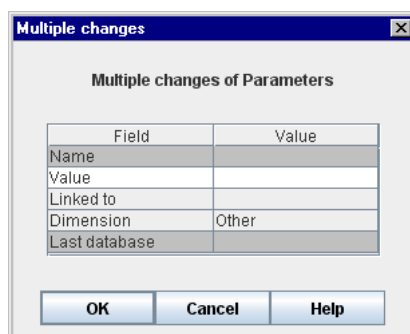 Multiple changes
Multiple changes of Parameters
Field Value
Name
Value
Linked to
Dimension Other
Last database
OK Cancel Help